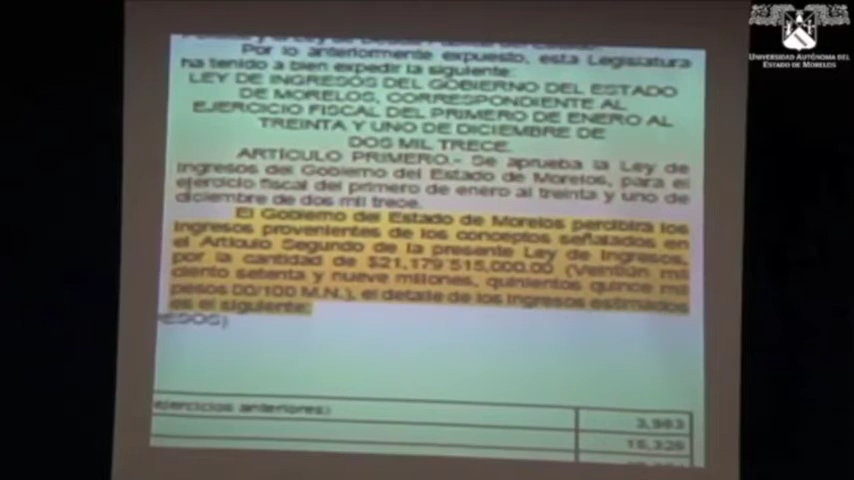 Por lo anteriormente expuesto, esta Legislatura
ha tenido a bien expedir la siguiente:
LEY DE INGRESOS DEL GOBIERNO DEL ESTADO
DE MORELOS, CORRESPONDIENTE AL
EJERCICIO FISCAL DEL PRIMERO DE ENERO AL
TREINTA Y UNO DE DICIEMBRE DE
DOS MIL TRECE.
ARTÍCULO PRIMERO.- Se aprueba la Ley de
Ingresos del Gobierno del Estado de Morelos, para el
ejercicio fiscal del primero de enero al treinta y uno de
diciembre de dos mil trece.
El Gobierno del Estado de Morelos percibirá los
ingresos provenientes de los conceptos señalados en
el Artículo Segundo de la presente Ley de Ingresos,
por la cantidad de $21,179'515,000.00 (Veintiún mil
ciento setenta y nueve millones, quinientos quince mil
pesos 00/100 M.N.), el detalle de los ingresos estimados
es el siguiente:
PESOS)
ejercicios anteriores)
3,963
15,329
UNIVERSIDAD AUTÓNOMA DEL
ESTADO DE MORELOS